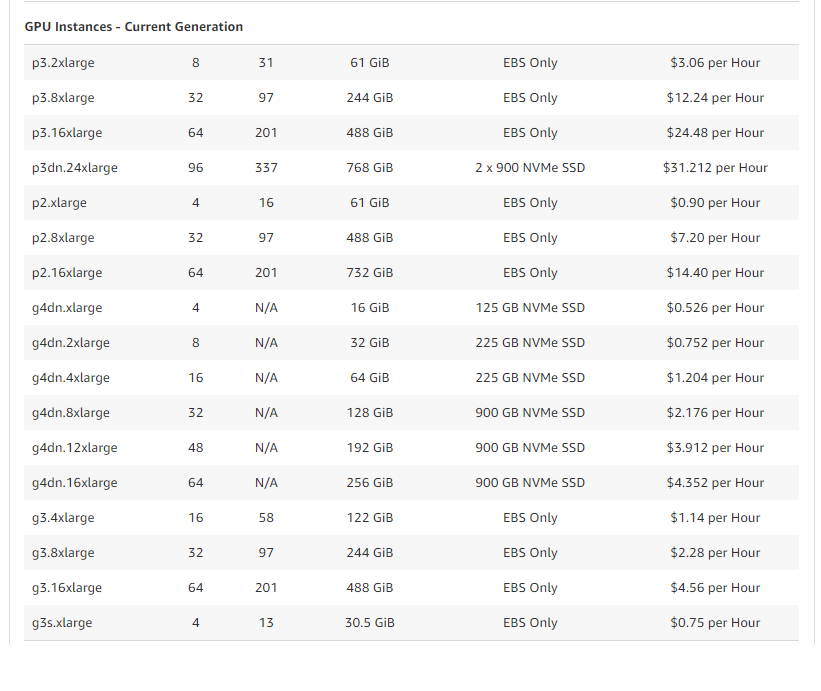 GPU Instances - Current Generation
p3.2xlarge 8 31 61 GiB EBS Only $3.06 per Hour
p3.8xlarge 32 97 244 GiB EBS Only $12.24 per Hour
p3.16xlarge 64 201 488 GiB EBS Only $24.48 per Hour
p3dn.24xlarge 96 337 768 GiB 2 x 900 NVMe SSD $31.212 per Hour
p2.xlarge 4 16 61 GiB EBS Only $0.90 per Hour
p2.8xlarge 32 97 488 GiB EBS Only $7.20 per Hour
p2.16xlarge 64 201 732 GiB EBS Only $14.40 per Hour
g4dn.xlarge 4 N/A 16 GiB 125 GB NVMe SSD $0.526 per Hour
g4dn.2xlarge 8 N/A 32 GiB 225 GB NVMe SSD $0.752 per Hour
g4dn.4xlarge 16 N/A 64 GiB 225 GB NVMe SSD $1.204 per Hour
g4dn.8xlarge 32 N/A 128 GiB 900 GB NVMe SSD $2.176 per Hour
g4dn.12xlarge 48 N/A 192 GiB 900 GB NVMe SSD $3.912 per Hour
g4dn.16xlarge 64 N/A 256 GiB 900 GB NVMe SSD $4.352 per Hour
g3.4xlarge 16 58 122 GiB EBS Only $1.14 per Hour
g3.8xlarge 32 97 244 GiB EBS Only $2.28 per Hour
g3.16xlarge 64 201 488 GiB EBS Only $4.56 per Hour
g3s.xlarge 4 13 30.5 GiB EBS Only $0.75 per Hour